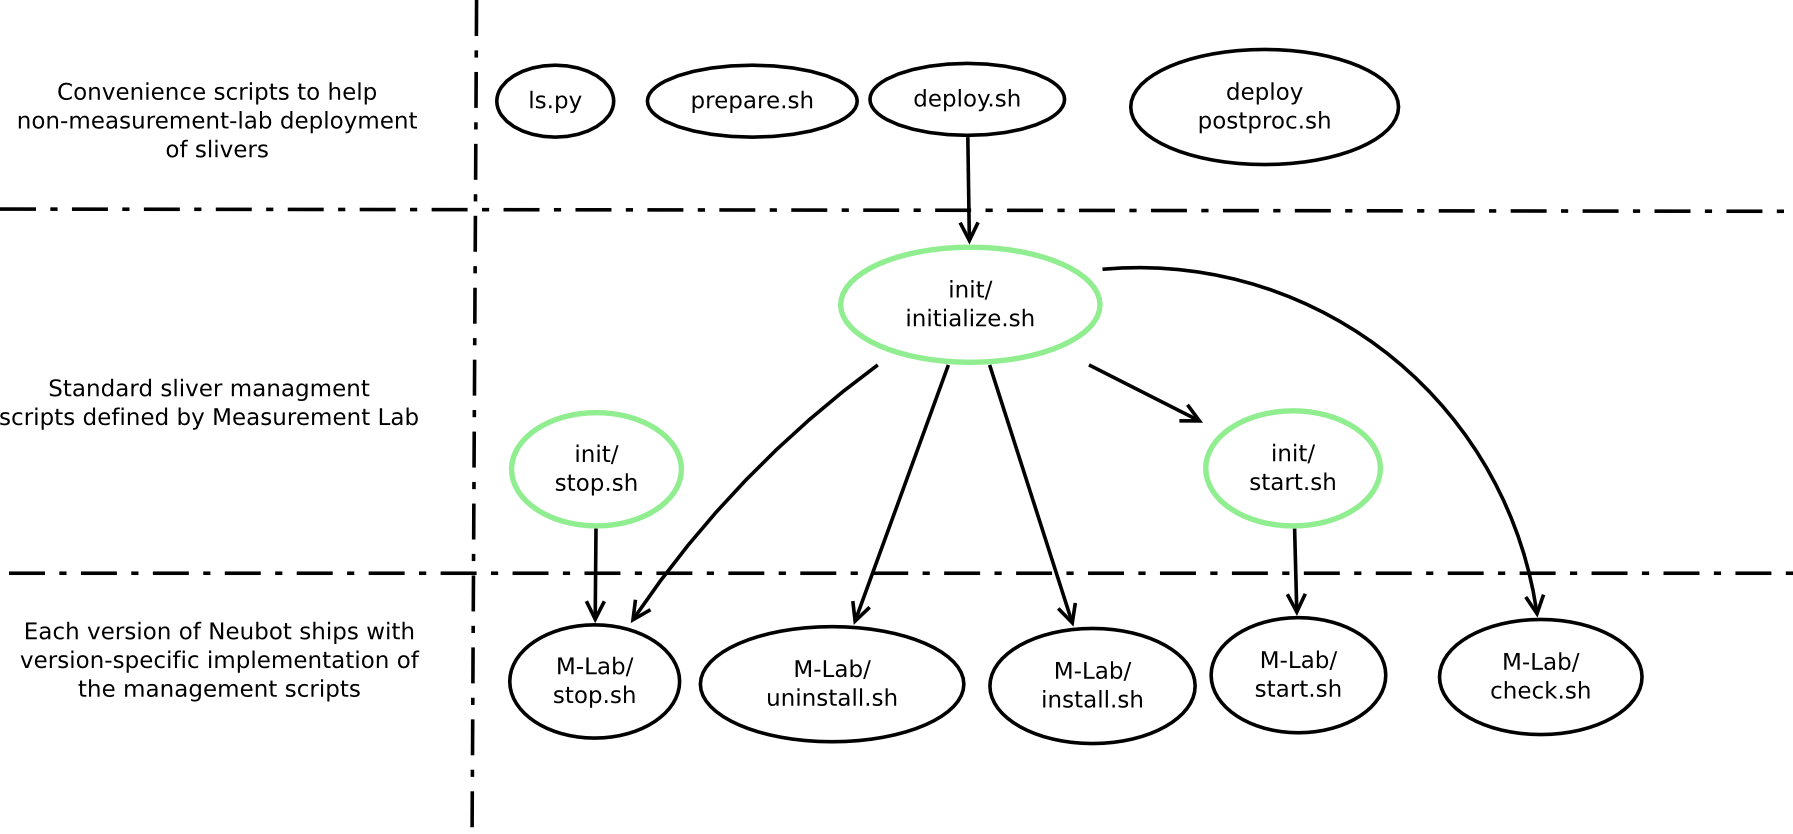 Convenience scripts to help
non-measurement-lab deployment
of slivers
ls.py
prepare.sh
deploy.sh
deploy
postproc.sh
Standard sliver managment
scripts defined by Measurement Lab
init/
initialize.sh
init/
stop.sh
init/
start.sh
Each version of Neubot ships with
version-specific implementation of
the management scripts
M-Lab/
stop.sh
M-Lab/
uninstall.sh
M-Lab/
install.sh
M-Lab/
start.sh
M-Lab/
check.sh